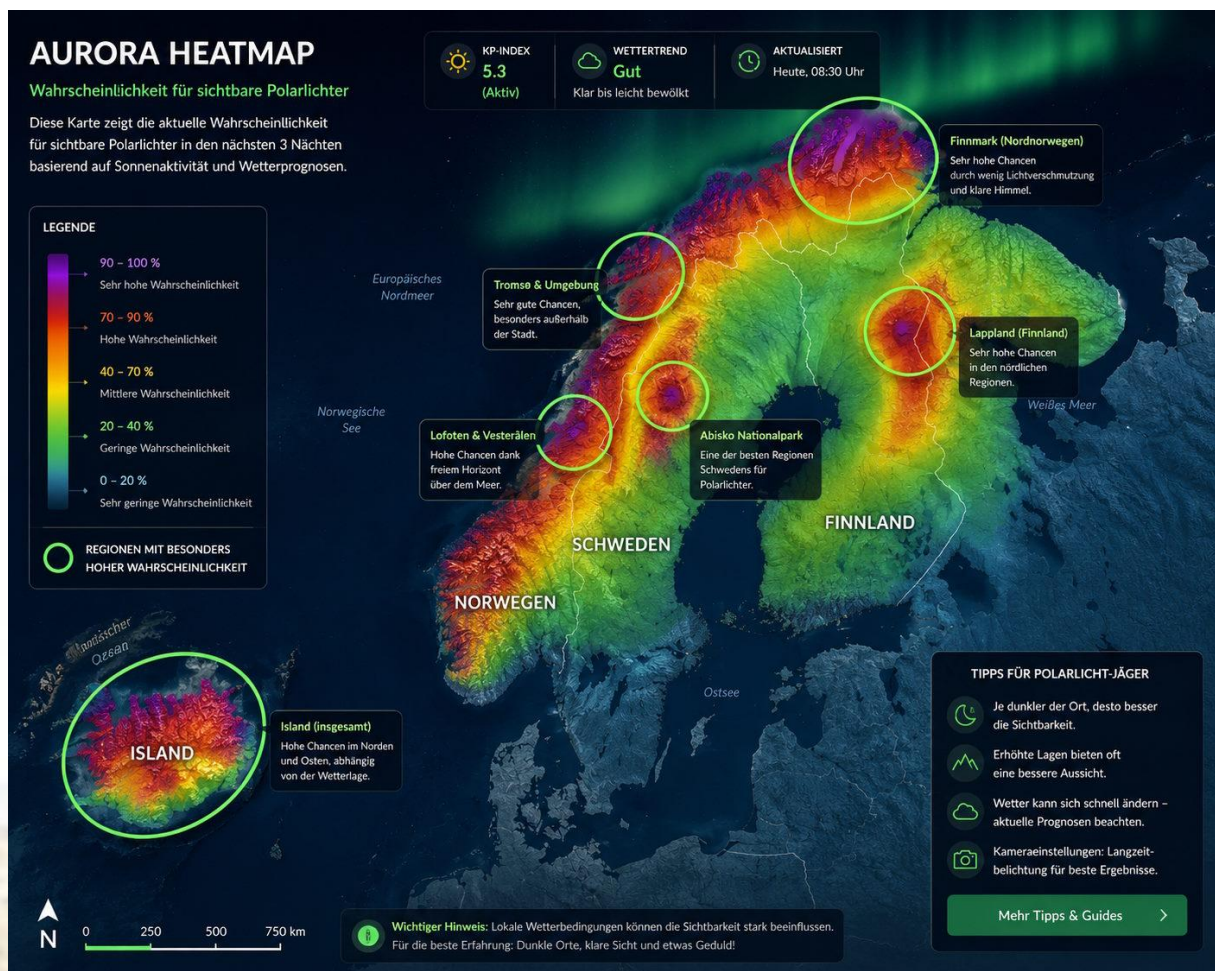 AURORA HEATMAP
Wahrscheinlichkeit für sichtbare Polarlichter
Diese Karte zeigt die aktuelle Wahrscheinllichkeit
für sichtbare Polarlichter in den nächsten 3 Nächten
basierend auf Sonnenaktivität und Wetterprognosen.
KP-INDEX
5.3
(Aktiv)
WETTERTREND
Gut
Klar bis leicht bewölkt
AKTUALISIERT
Heute, 08:30 Uhr
LEGENDE
90 – 100 %
Sehr hohe Wahrscheinlichkeit
70 – 90 %
Hohe Wahrscheinlichkeit
40 – 70 %
Mittlere Wahrscheinlichkeit
20 – 40 %
Geringe Wahrscheinlichkeit
0 – 20 %
Sehr geringe Wahrscheinlichkeit
REGIONEN MIT BESONDERS
HOHER WAHRSCHEINLICHKEIT
Finnmark (Nordnorwegen)
Sehr hohe Chancen
durch wenig Lichtverschmutzung
und klare Himmel.
Europäisches
Nordmeer
Tromsø & Umgebung
Sehr gute Chancen,
besonders außerhalb
der Stadt.
Lappland (Finnland)
Sehr hohe Chancen
in den nördlichen
Regionen.
Weißes Meer
Norwegische
See
Lofoten & Vesterålen
Hohe Chancen dank
freiem Horizont
über dem Meer.
Abisko Nationalpark
Eine der besten Regionen
Schwedens für
Polarlichter.
FINNLAND
SCHWEDEN
NORWEGEN
Ozean
ISLAND
Island (insgesamt)
Hohe Chancen im Norden
und Osten, abhängig
von der Wetterlage.
Ostsee
TIPPS FÜR POLARLICHT-JÄGER
Je dunkler der Ort, desto besser
die Sichtbarkeit.
Erhöhte Lagen bieten oft
eine bessere Aussicht.
Wetter kann sich schnell ändern –
aktuelle Prognosen beachten.
Kameraeinstellungen: Langzeit-
belichtung für beste Ergebnisse.
Mehr Tipps & Guides
N
0 250 500 750 km
Wichtiger Hinweis: Lokale Wetterbedingungen können die Sichtbarkeit stark beeinflussen.
Für die beste Erfahrung: Dunkle Orte, klare Sicht und etwas Geduld!